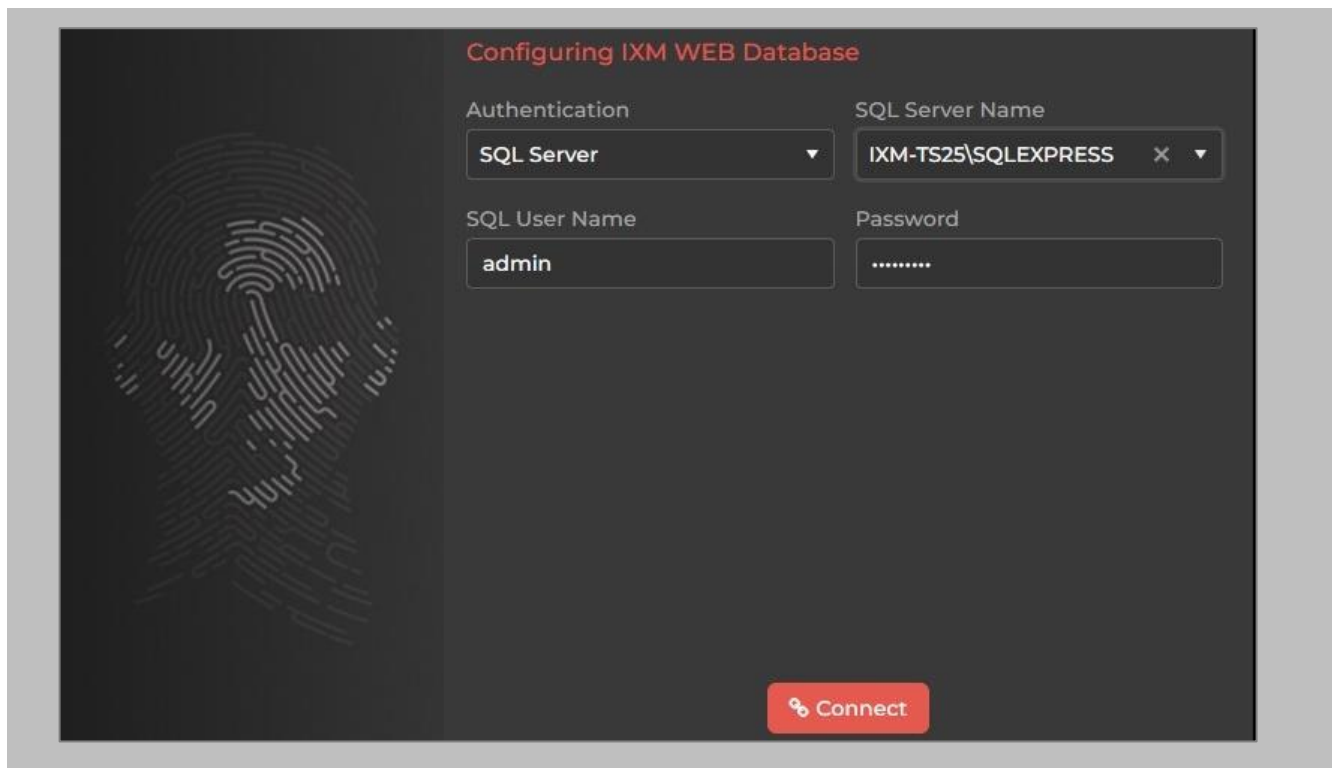 Configuring IXM WEB Database
Authentication
SQL Server Name
SQL Server
IXM-TS25\SQLEXPRESS
SQL User Name
Password
admin
•••••••••
Connect